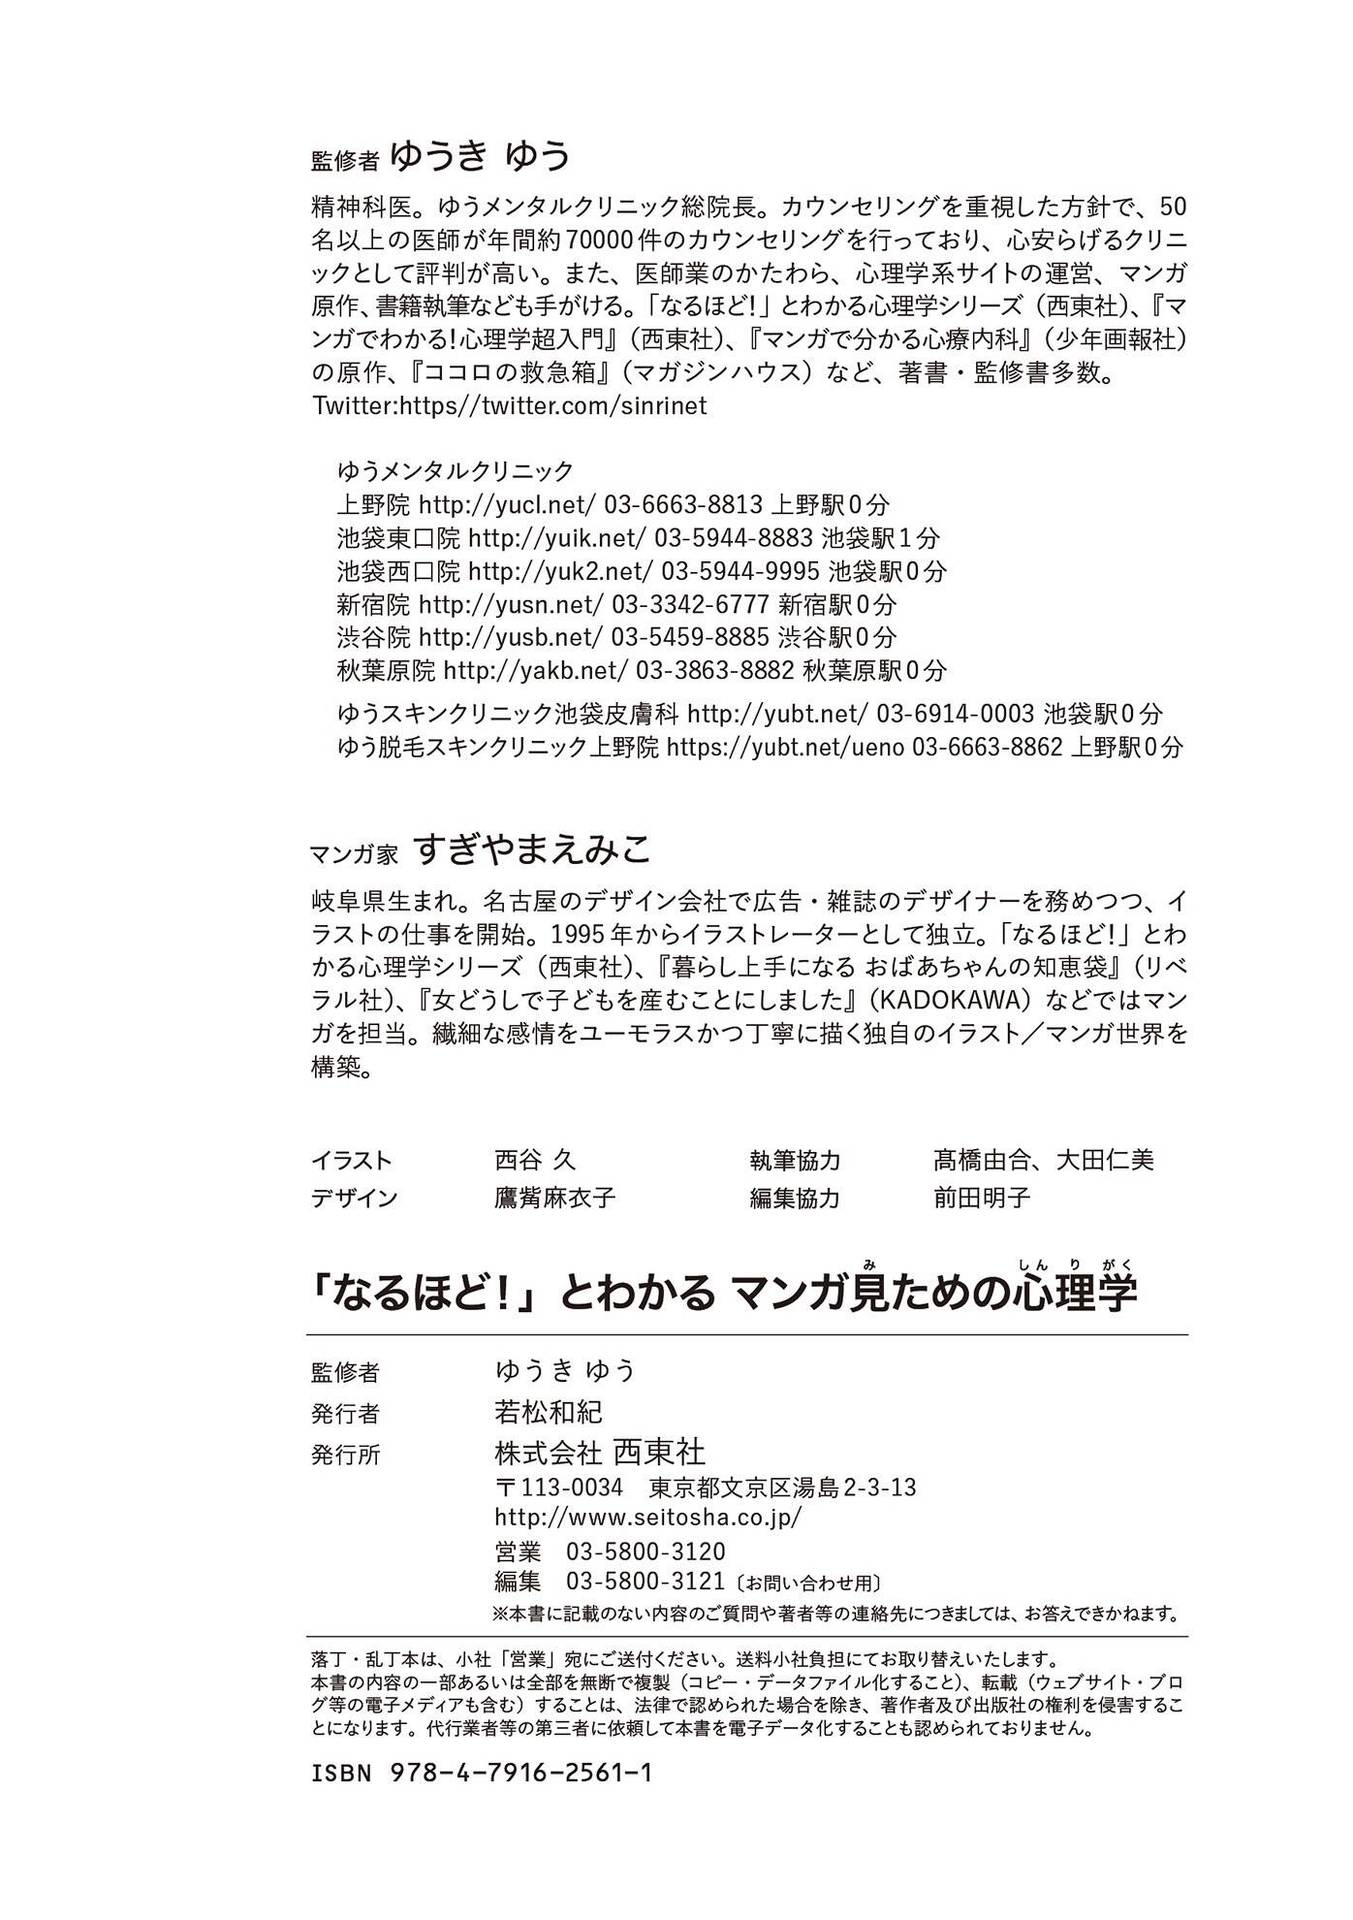 監修者 ゆうき ゆう
精神科医。ゆうメンタルクリニック総院長。カウンセリングを重視した方針で、50
名以上の医師が年間約70000件のカウンセリングを行っており、心安らげるクリニ
ックとして評判が高い。また、医師業のかたわら、心理学系サイトの運営、マンガ
原作、書籍執筆なども手がける。「なるほど!」とわかる心理学シリーズ（西東社）、『マ
ンガでわかる!心理学超入門』（西東社）、『マンガで分かる心療内科』（少年画報社）
の原作、『ココロの救急箱』（マガジンハウス）など、著書・監修書多数。
Twitter:https//twitter.com/sinrinet
ゆうメンタルクリニック
上野院 http://yucl.net/ 03-6663-8813 上野駅0分
池袋東口院 http://yuik.net/ 03-5944-8883 池袋駅1分
池袋西口院 http://yuk2.net/ 03-5944-9995 池袋駅0分
新宿院 http://yusn.net/ 03-3342-6777 新宿駅0分
渋谷院 http://yusb.net/ 03-5459-8885 渋谷駅0分
秋葉原院 http://yakb.net/ 03-3863-8882 秋葉原駅0分
ゆうスキンクリニック池袋皮膚科 http://yubt.net/ 03-6914-0003 池袋駅0分
ゆう脱毛スキンクリニック上野院 https://yubt.net/ueno 03-6663-8862 上野駅0分
マンガ家 すぎやまえみこ
岐阜県生まれ。名古屋のデザイン会社で広告・雑誌のデザイナーを務めつつ、イ
ラストの仕事を開始。1995年からイラストレーターとして独立。「なるほど!」とわ
かる心理学シリーズ（西東社）、『暮らし上手になる おばあちゃんの知恵袋』（リベ
ラル社）、『女どうしで子どもを産むことにしました』（KADOKAWA）などではマン
ガを担当。繊細な感情をユーモラスかつ丁寧に描く独自のイラスト／マンガ世界を
構築。
イラスト 西谷 久 執筆協力 髙橋由合、大田仁美
デザイン 鷹觜麻衣子 編集協力 前田明子
み しん り がく
「なるほど!」とわかる マンガ見ための心理学
監修者 ゆうき ゆう
発行者 若松和紀
発行所 株式会社 西東社
〒113-0034 東京都文京区湯島2-3-13
http://www.seitosha.co.jp/
営業 03-5800-3120
編集 03-5800-3121〔お問い合わせ用〕
※本書に記載のない内容のご質問や著者等の連絡先につきましては、お答えできかねます。
落丁・乱丁本は、小社「営業」宛にご送付ください。送料小社負担にてお取り替えいたします。
本書の内容の一部あるいは全部を無断で複製（コピー・データファイル化すること）、転載（ウェブサイト・ブロ
グ等の電子メディアも含む）することは、法律で認められた場合を除き、著作者及び出版社の権利を侵害するこ
とになります。代行業者等の第三者に依頼して本書を電子データ化することも認められておりません。
ISBN 978-4-7916-2561-1